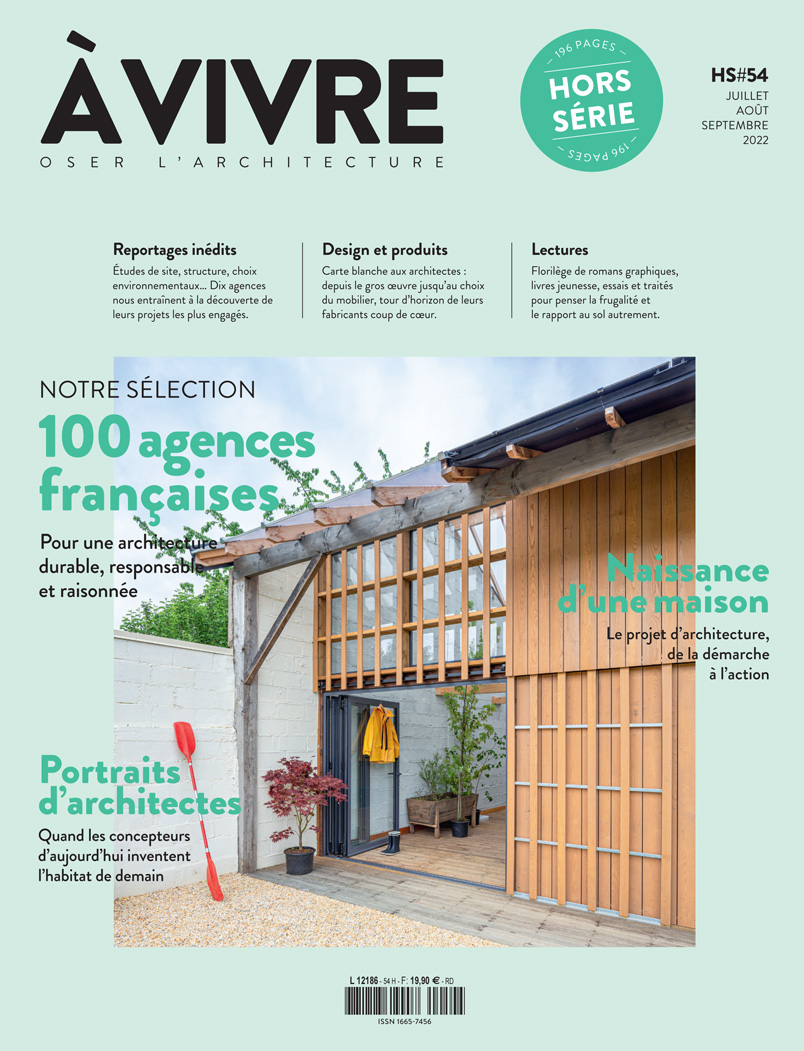 À VIVRE
OSER L'ARCHITECTURE
– 196 PAGES –
HORS
SÉRIE
– 196 PAGES –
HS#54
JUILLET
AOÛT
SEPTEMBRE
2022
Reportages inédits
Études de site, structure, choix
environnementaux... Dix agences
nous entraînent à la découverte de
leurs projets les plus engagés.
Design et produits
Carte blanche aux architectes :
depuis le gros œuvre jusqu'au choix
du mobilier, tour d'horizon de leurs
fabricants coup de cœur.
Lectures
Florilège de romans graphiques,
livres jeunesse, essais et traités
pour penser la frugalité et
le rapport au sol autrement.
NOTRE SÉLECTION
100 agences
françaises
Pour une architecture
durable, responsable
et raisonnée
Naissance
d'une maison
Le projet d'architecture,
de la démarche
à l'action
Portraits
d'architectes
Quand les concepteurs
d'aujourd'hui inventent
l'habitat de demain
L 12186 - 54 H - F: 19,90 € - RD
ISSN 1665-7456